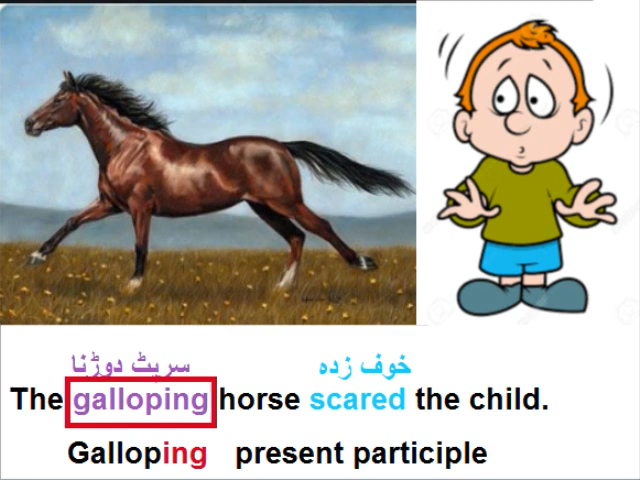 سرپٹ دوڑنا خوف زدہ
The galloping horse scared the child.
Galloping present participle